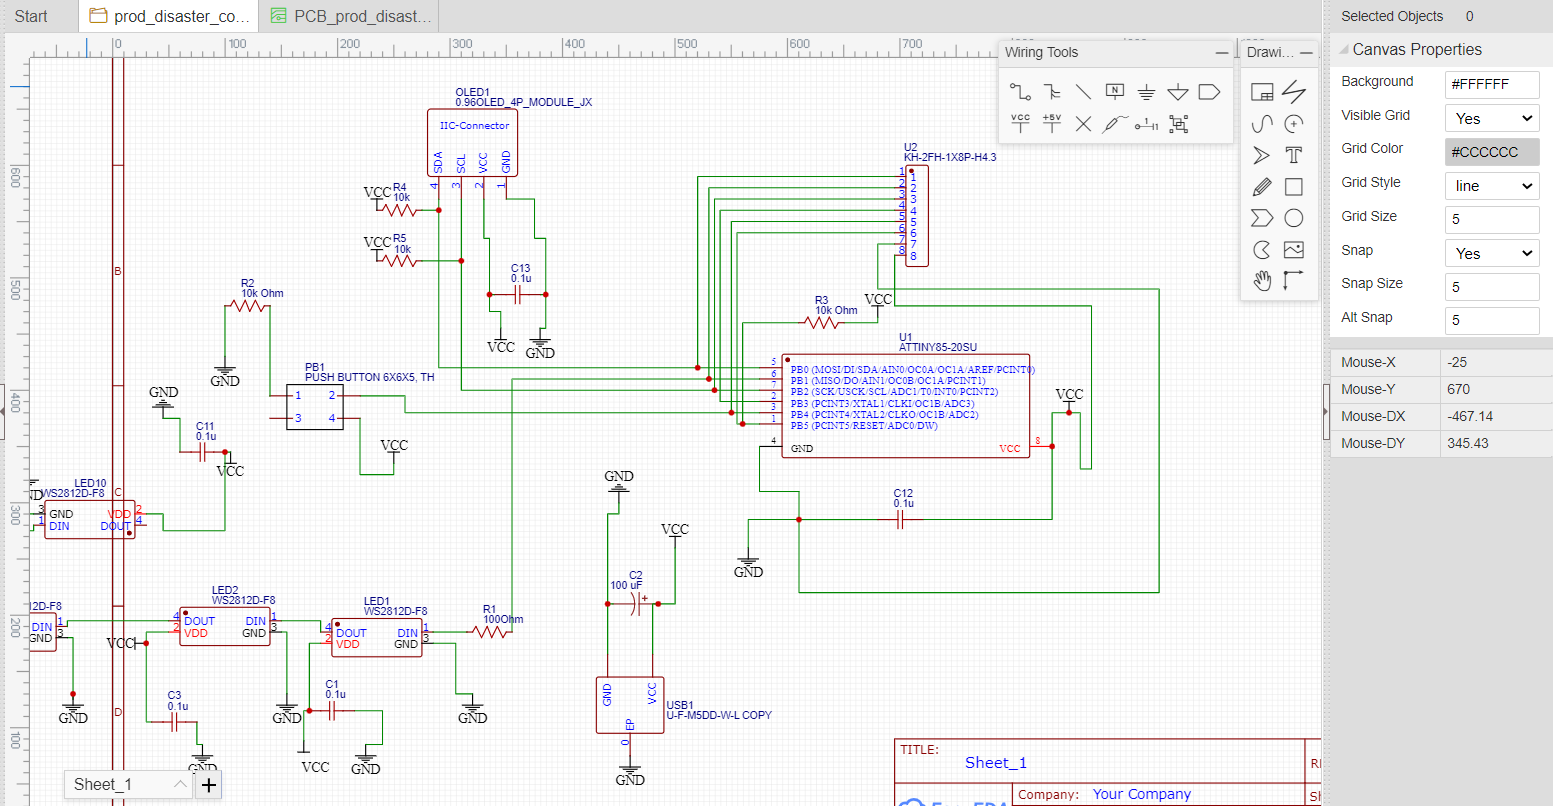 Start
prod_disaster_co...
PCB_prod_disast...
Selected Objects 0
Canvas Properties
Background #FFFFFF
Visible Grid Yes
Grid Color #CCCCCC
Grid Style line
Grid Size 5
Snap Yes
Snap Size 5
Alt Snap 5
Mouse-X -25
Mouse-Y 670
Mouse-DX -467.14
Mouse-DY 345.43
Wiring Tools
N
VCC
+5V
Drawi...
T
0 100 200 300 400 500 600 700
600
500
400
300
200
100
B
C
D
OLED1
0.96OLED_4P_MODULE_JX
IIC-Connector
SDA SCL VCC GND
4 3 2 1
VCC
R4
10k
VCC
R5
10k
C13
0.1u
VCC
GND
R2
10k Ohm
GND
PB1
PUSH BUTTON 6X6X5, TH
1 2
3 4
VCC
GND
C11
0.1u
VCC
LED10
WS2812D-F8
3 GND VDD 2
1 DIN DOUT 4
U2
KH-2FH-1X8P-H4.3
1 1
2 2
3 3
4 4
5 5
6 6
7 7
8 8
R3
10k Ohm
VCC
U1
ATTINY85-20SU
5 PB0 (MOSI/DI/SDA/AIN0/OC0A/OC1A/AREF/PCINT0)
6 PB1 (MISO/DO/AIN1/OC0B/OC1A/PCINT1)
7 PB2 (SCK/USCK/SCL/ADC1/T0/INT0/PCINT2)
2 PB3 (PCINT3/XTAL1/CLKI/OC1B/ADC3)
3 PB4 (PCINT4/XTAL2/CLKO/OC1B/ADC2)
1 PB5 (PCINT5/RESET/ADC0/DW)
4 GND VCC 8
VCC
C12
0.1u
GND
GND
VCC
C2
100 uF
+
GND VCC
EP
0
USB1
U-F-M5DD-W-L COPY
GND
12D-F8
DIN 1
GND 3
GND
VCC
LED2
WS2812D-F8
4 DOUT DIN 1
2 VDD GND 3
C3
0.1u
GND
GND
LED1
WS2812D-F8
4 DOUT DIN 1
2 VDD GND 3
R1
100Ohm
C1
0.1u
VCC
GND
GND
TITLE:
Sheet_1
Company: Your Company
Sheet_1